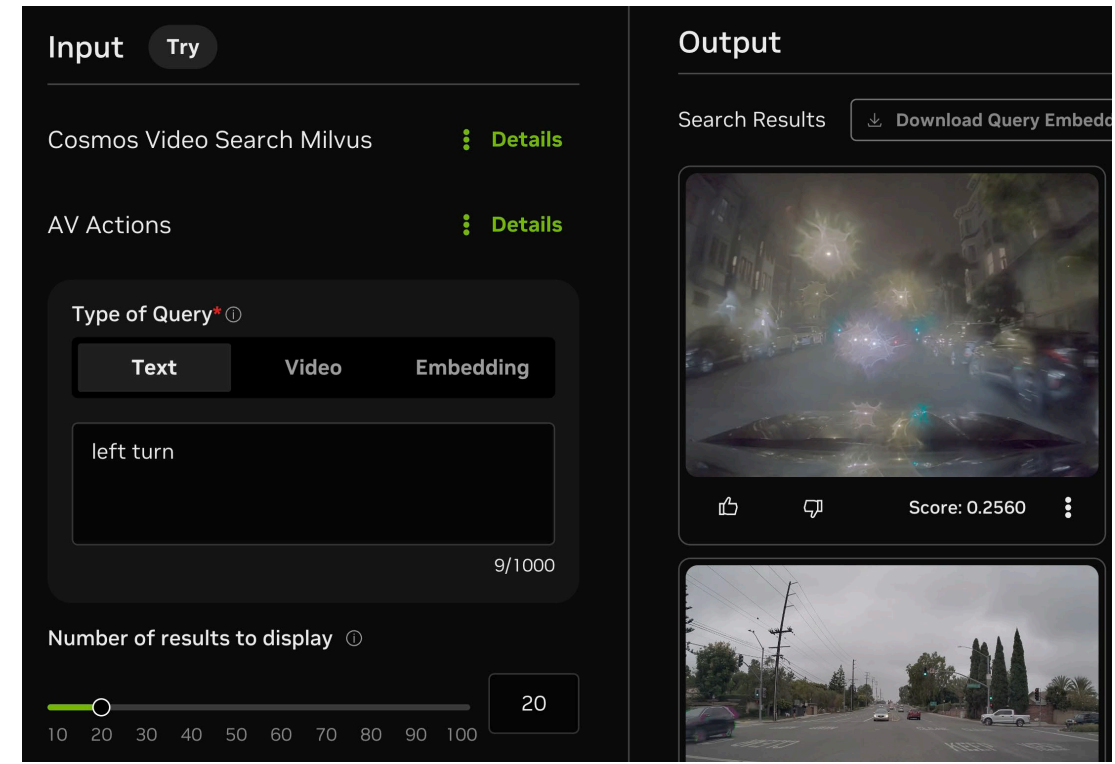 Input
Try
Cosmos Video Search Milvus
Details
AV Actions
Details
Type of Query*
Text
Video
Embedding
left turn
9/1000
Number of results to display
20
10 20 30 40 50 60 70 80 90 100
Output
Search Results
Download Query Embedd
Score: 0.2560
KEEP